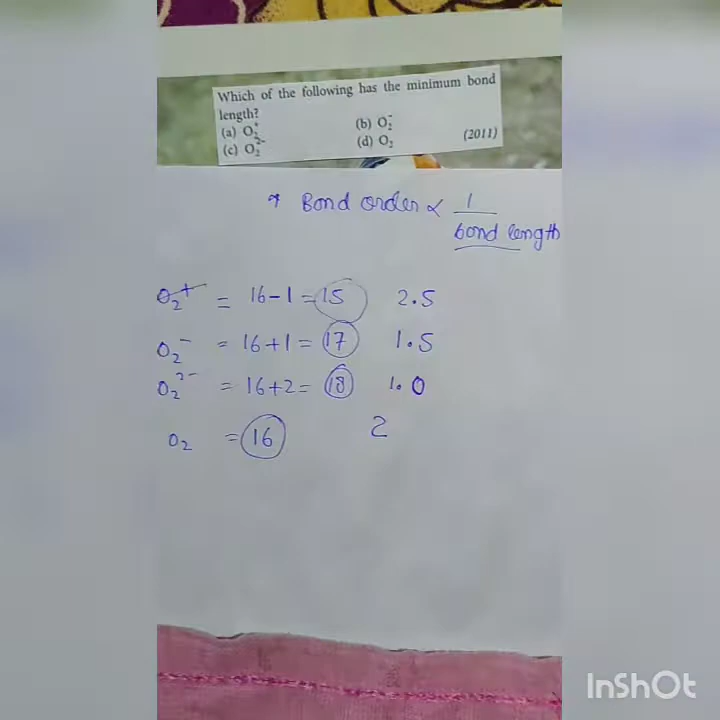 Which of the following has the minimum bond
length?
(a) O₂⁺ (b) O₂⁻
(c) O₂²⁻ (d) O₂ (2011)
* Bond order ∝ 1 / bond length
O₂⁺ = 16-1 = 15 2.5
O₂⁻ = 16+1 = 17 1.5
O₂²⁻ = 16+2 = 18 1.0
O₂ = 16 2
InShOt